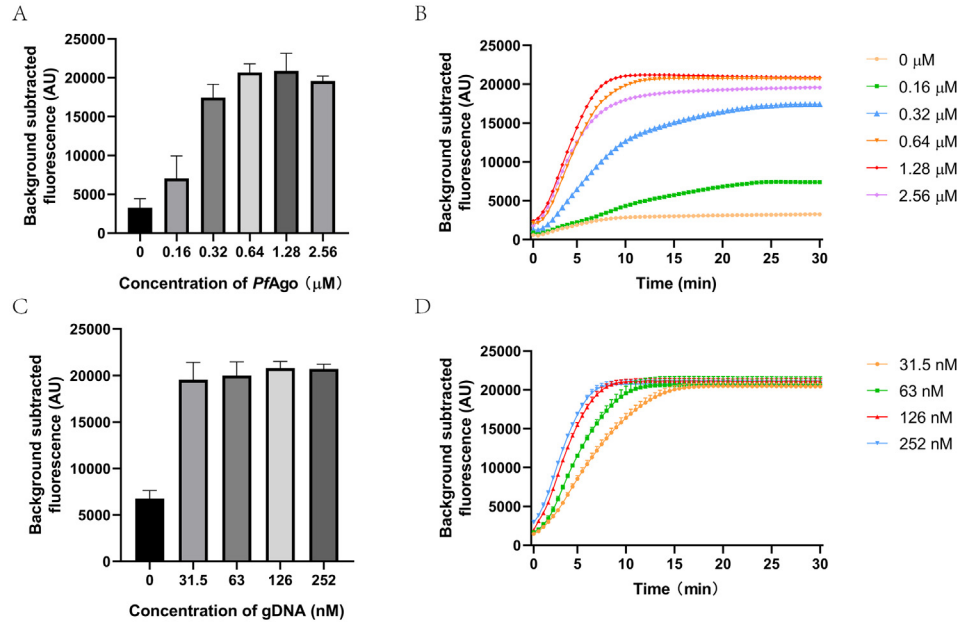 A
Background subtracted
fluorescence (AU)
25000
20000
15000
10000
5000
0
0 0.16 0.32 0.64 1.28 2.56
Concentration of PfAgo (μM)
B
Background subtracted
fluorescence (AU)
25000
20000
15000
10000
5000
0
0 5 10 15 20 25 30
Time (min)
0 μM
0.16 μM
0.32 μM
0.64 μM
1.28 μM
2.56 μM
C
Background subtracted
fluorescence (AU)
25000
20000
15000
10000
5000
0
0 31.5 63 126 252
Concentration of gDNA (nM)
D
Background subtracted
fluorescence (AU)
25000
20000
15000
10000
5000
0
0 5 10 15 20 25 30
Time (min)
31.5 nM
63 nM
126 nM
252 nM